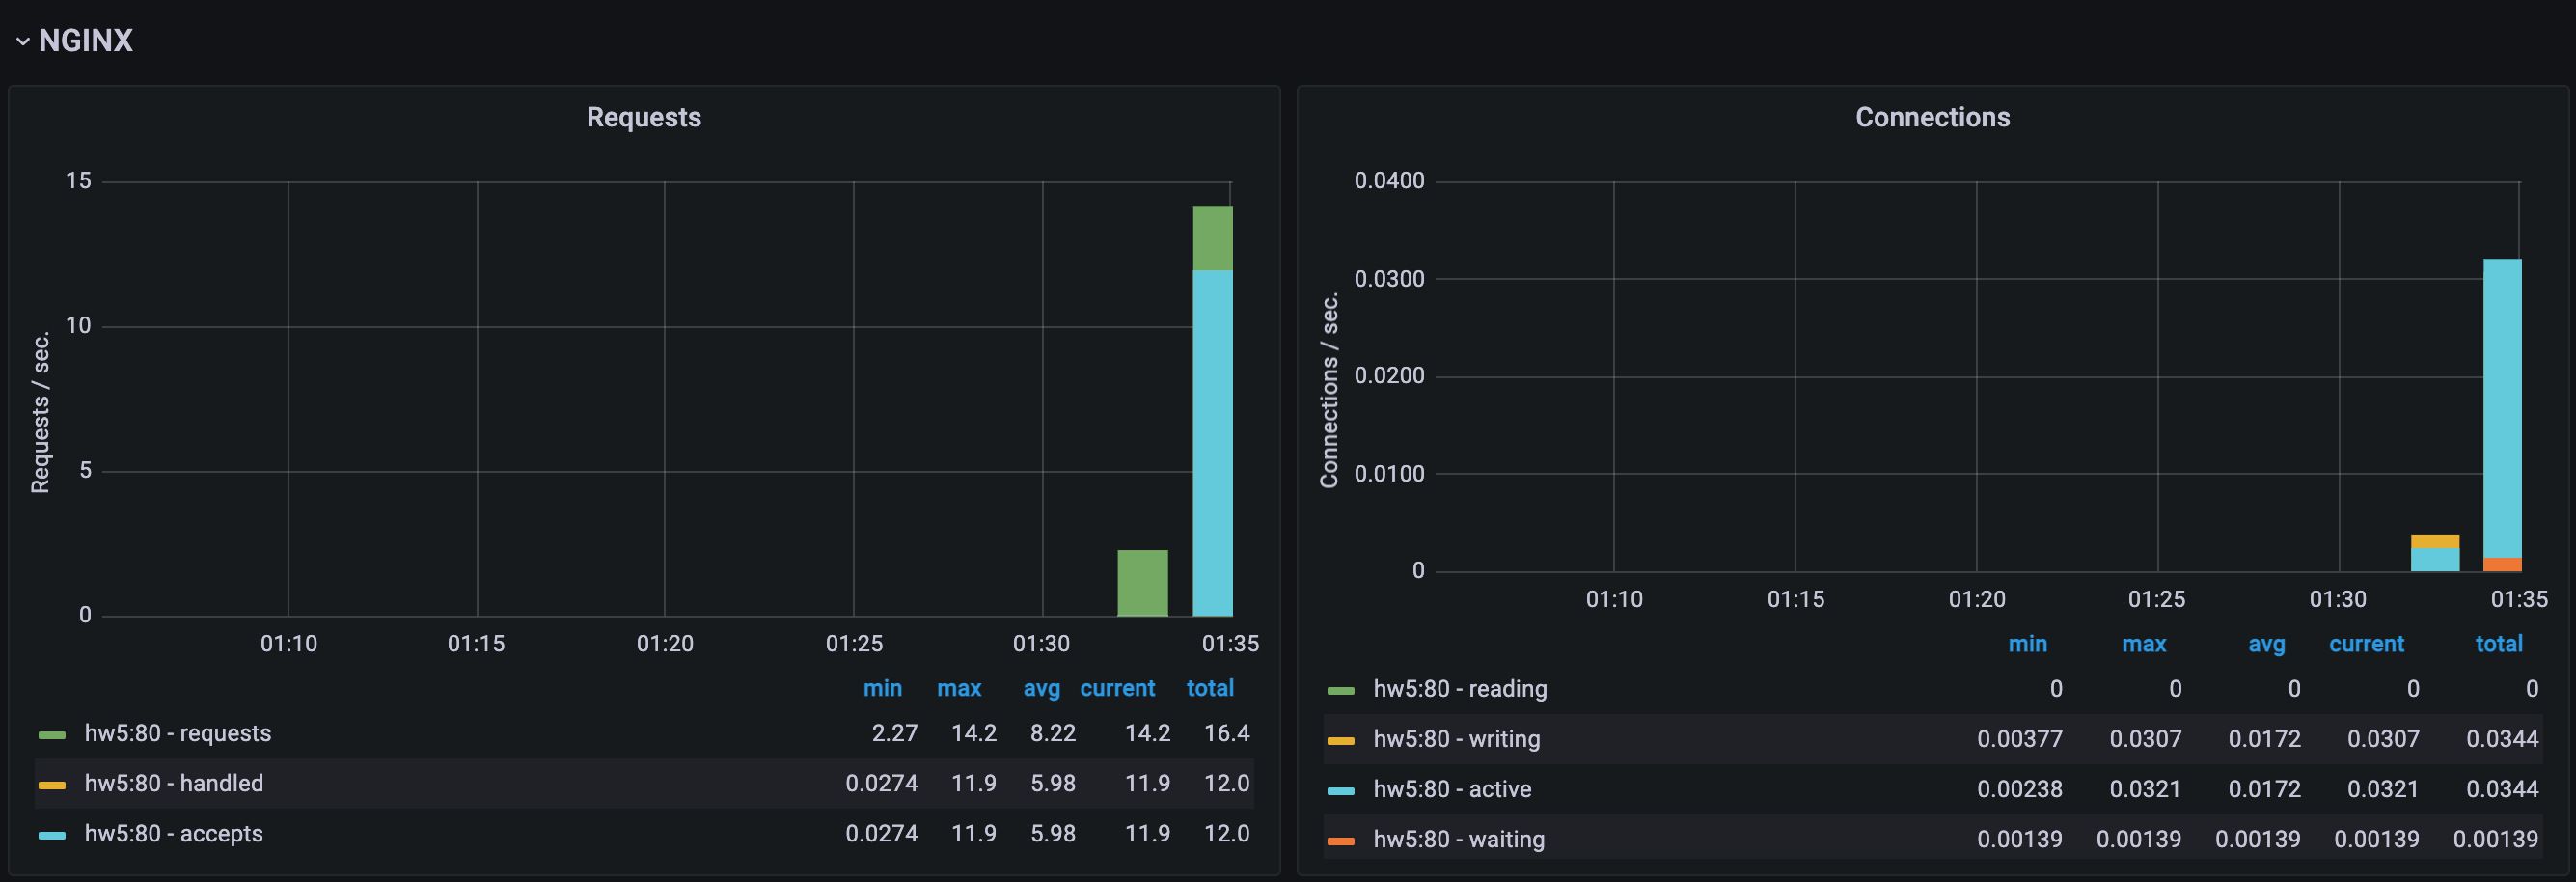 NGINX
Requests
15
10
5
0
Requests / sec.
01:10 01:15 01:20 01:25 01:30 01:35
min max avg current total
hw5:80 - requests 2.27 14.2 8.22 14.2 16.4
hw5:80 - handled 0.0274 11.9 5.98 11.9 12.0
hw5:80 - accepts 0.0274 11.9 5.98 11.9 12.0
Connections
0.0400
0.0300
0.0200
0.0100
0
Connections / sec.
01:10 01:15 01:20 01:25 01:30 01:35
min max avg current total
hw5:80 - reading 0 0 0 0 0
hw5:80 - writing 0.00377 0.0307 0.0172 0.0307 0.0344
hw5:80 - active 0.00238 0.0321 0.0172 0.0321 0.0344
hw5:80 - waiting 0.00139 0.00139 0.00139 0.00139 0.00139